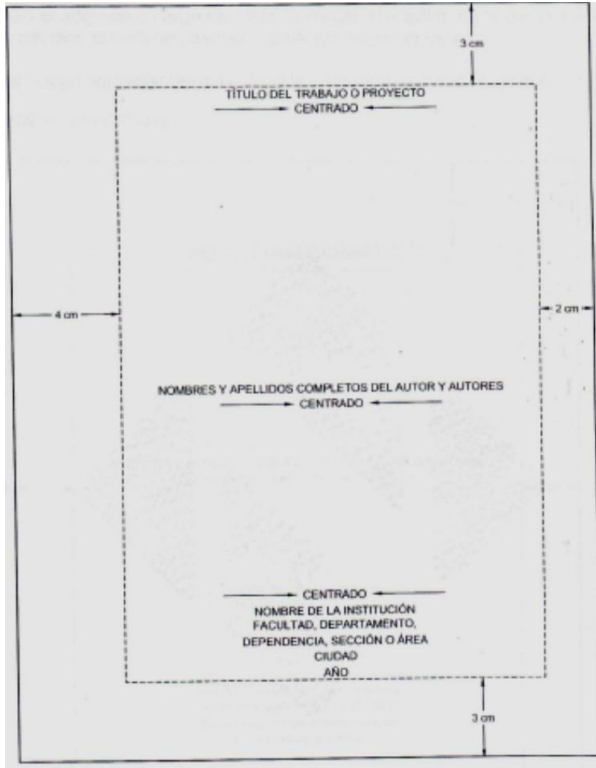 3 cm
TÍTULO DEL TRABAJO O PROYECTO
CENTRADO
4 cm
2 cm
NOMBRES Y APELLIDOS COMPLETOS DEL AUTOR Y AUTORES
CENTRADO
CENTRADO
NOMBRE DE LA INSTITUCIÓN
FACULTAD, DEPARTAMENTO,
DEPENDENCIA, SECCIÓN O ÁREA
CIUDAD
AÑO
3 cm